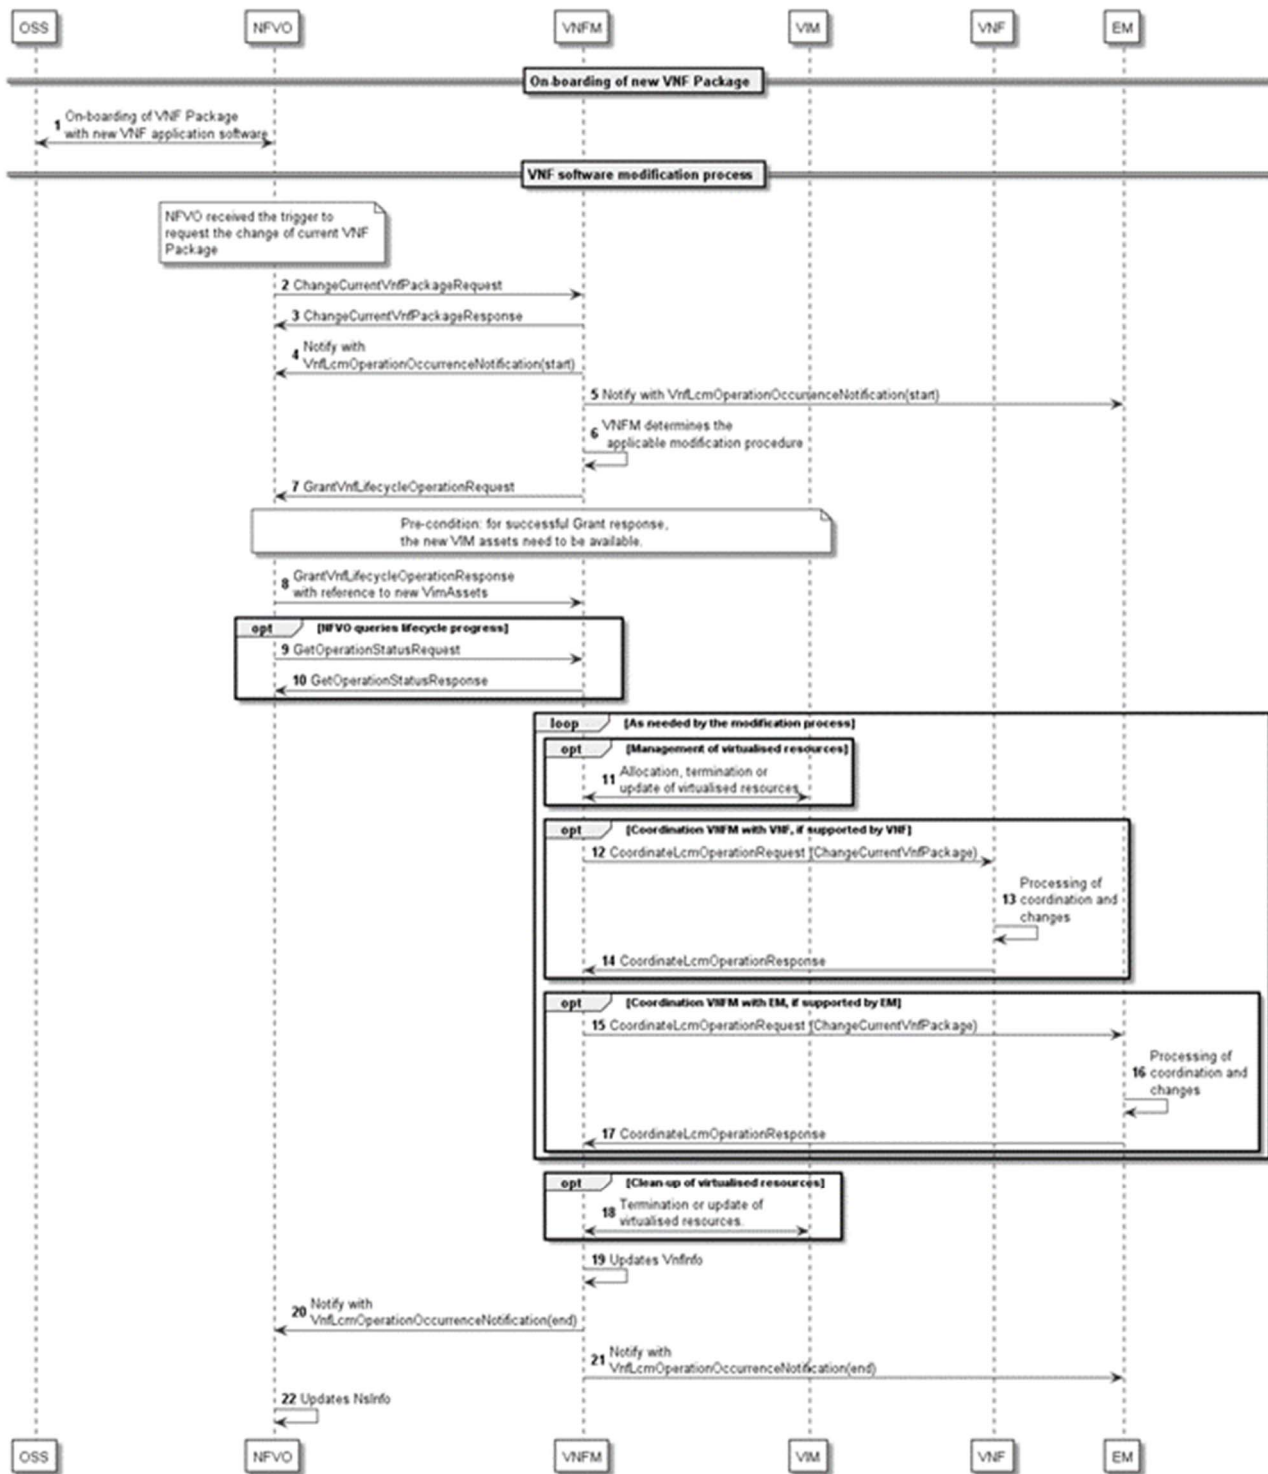 OSS NFVO VNFM VIM VNF EM
On-boarding of new VNF Package
1 On-boarding of VNF Package
with new VNF application software
VNF software modification process
NFVO received the trigger to
request the change of current VNF
Package
2 ChangeCurrentVnfPackageRequest
3 ChangeCurrentVnfPackageResponse
4 Notify with
VnfLcmOperationOccurrenceNotification(start)
5 Notify with VnfLcmOperationOccurrenceNotification(start)
6 VNFM determines the
applicable modification procedure
7 GrantVnfLifecycleOperationRequest
Pre-condition: for successful Grant response,
the new VIM assets need to be available.
8 GrantVnfLifecycleOperationResponse
with reference to new VimAssets
opt [NFVO queries lifecycle progress]
9 GetOperationStatusRequest
10 GetOperationStatusResponse
loop [As needed by the modification process]
opt [Management of virtualised resources]
11 Allocation, termination or
update of virtualised resources.
opt [Coordination VNFM with VNF, if supported by VNF]
12 CoordinateLcmOperationRequest (ChangeCurrentVnfPackage)
Processing of
13 coordination and
changes
14 CoordinateLcmOperationResponse
opt [Coordination VNFM with EM, if supported by EM]
15 CoordinateLcmOperationRequest (ChangeCurrentVnfPackage)
Processing of
16 coordination and
changes
17 CoordinateLcmOperationResponse
opt [Clean-up of virtualised resources]
18 Termination or update of
virtualised resources.
19 Updates VnfInfo
20 Notify with
VnfLcmOperationOccurrenceNotification(end)
21 Notify with
VnfLcmOperationOccurrenceNotification(end)
22 Updates NsInfo
OSS NFVO VNFM VIM VNF EM